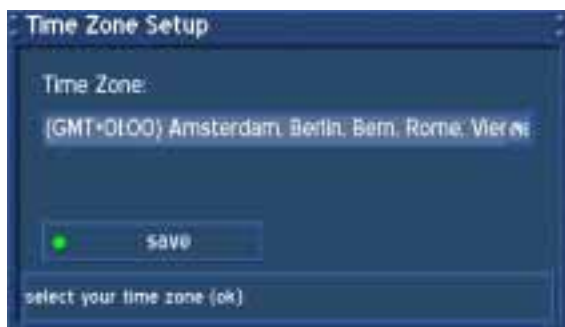 Time Zone Setup
Time Zone:
(GMT+01:00) Amsterdam, Berlin, Bern, Rome,
save
select your time zone (ok)